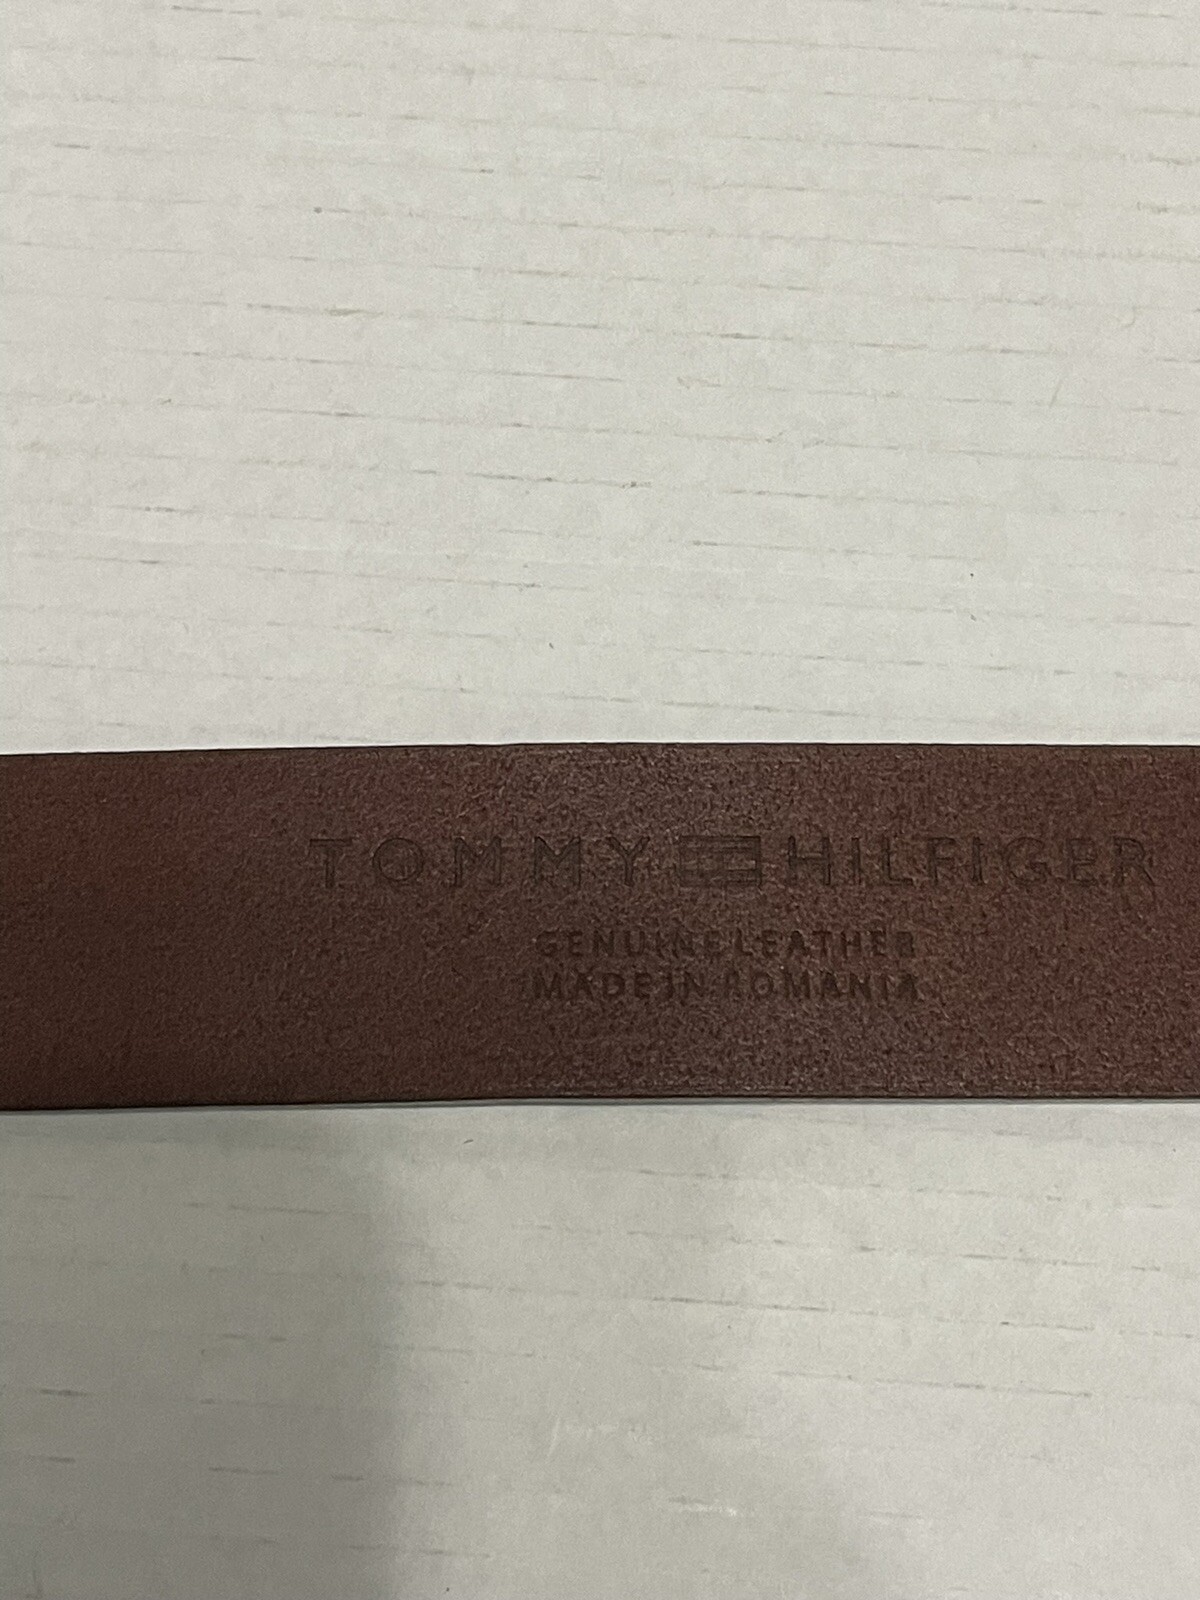 TOMMY HILFIGER
GENUINE LEATHER
MADE IN ROMANIA